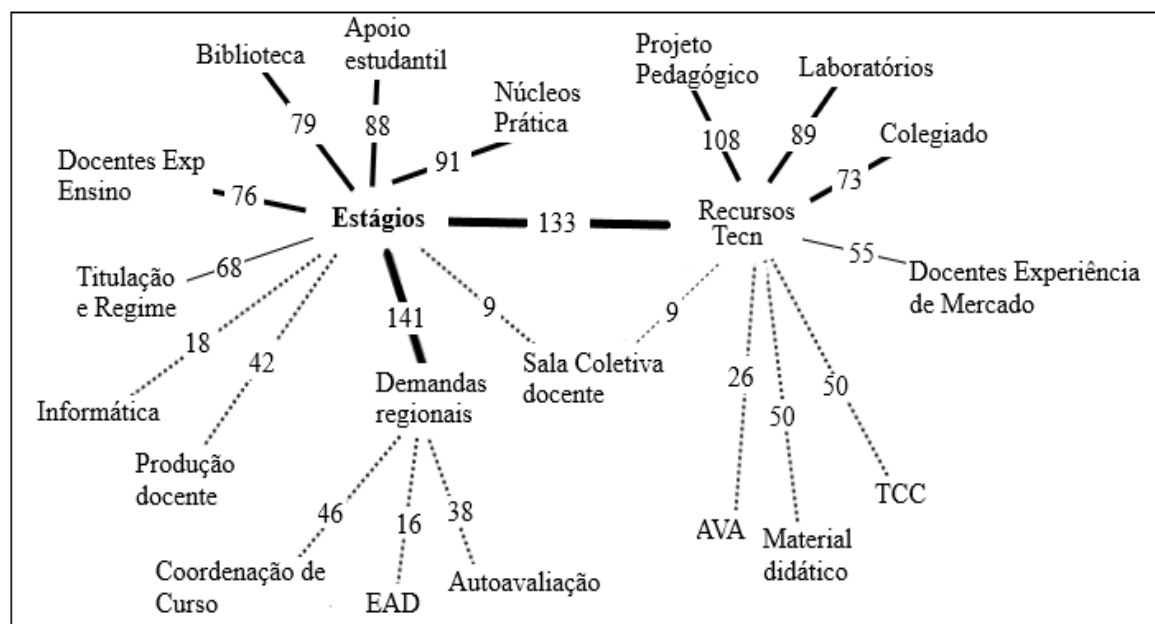 Biblioteca
Apoio
estudantil
Projeto
Pedagógico
Laboratórios
Núcleos
Prática
Colegiado
79
88
91
108
89
73
Docentes Exp
Ensino
76
Estágios
133
Recursos
Tecn
68
55
Titulação
e Regime
Docentes Experiência
de Mercado
18
42
141
9
9
Informática
Demandas
regionais
Sala Coletiva
docente
26
50
50
Produção
docente
TCC
46
16
38
AVA
Material
didático
Coordenação de
Curso
EAD
Autoavaliação